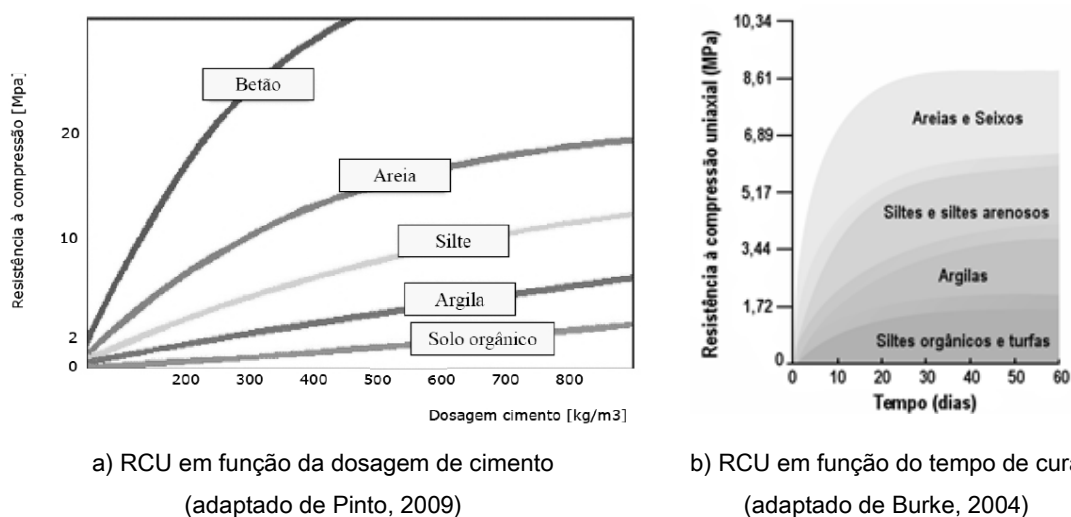 Resistência à compressão [Mpa]
20
10
2
0
Betão
Areia
Silte
Argila
Solo orgânico
200 300 400 500 600 700 800
Dosagem cimento [kg/m3]
a) RCU em função da dosagem de cimento
(adaptado de Pinto, 2009)
Resistência à compressão uniaxial (MPa)
10,34
8,61
6,89
5,17
3,44
1,72
0
Areias e Seixos
Siltes e siltes arenosos
Argilas
Siltes orgânicos e turfas
0 10 20 30 40 50 60
Tempo (dias)
b) RCU em função do tempo de cura
(adaptado de Burke, 2004)